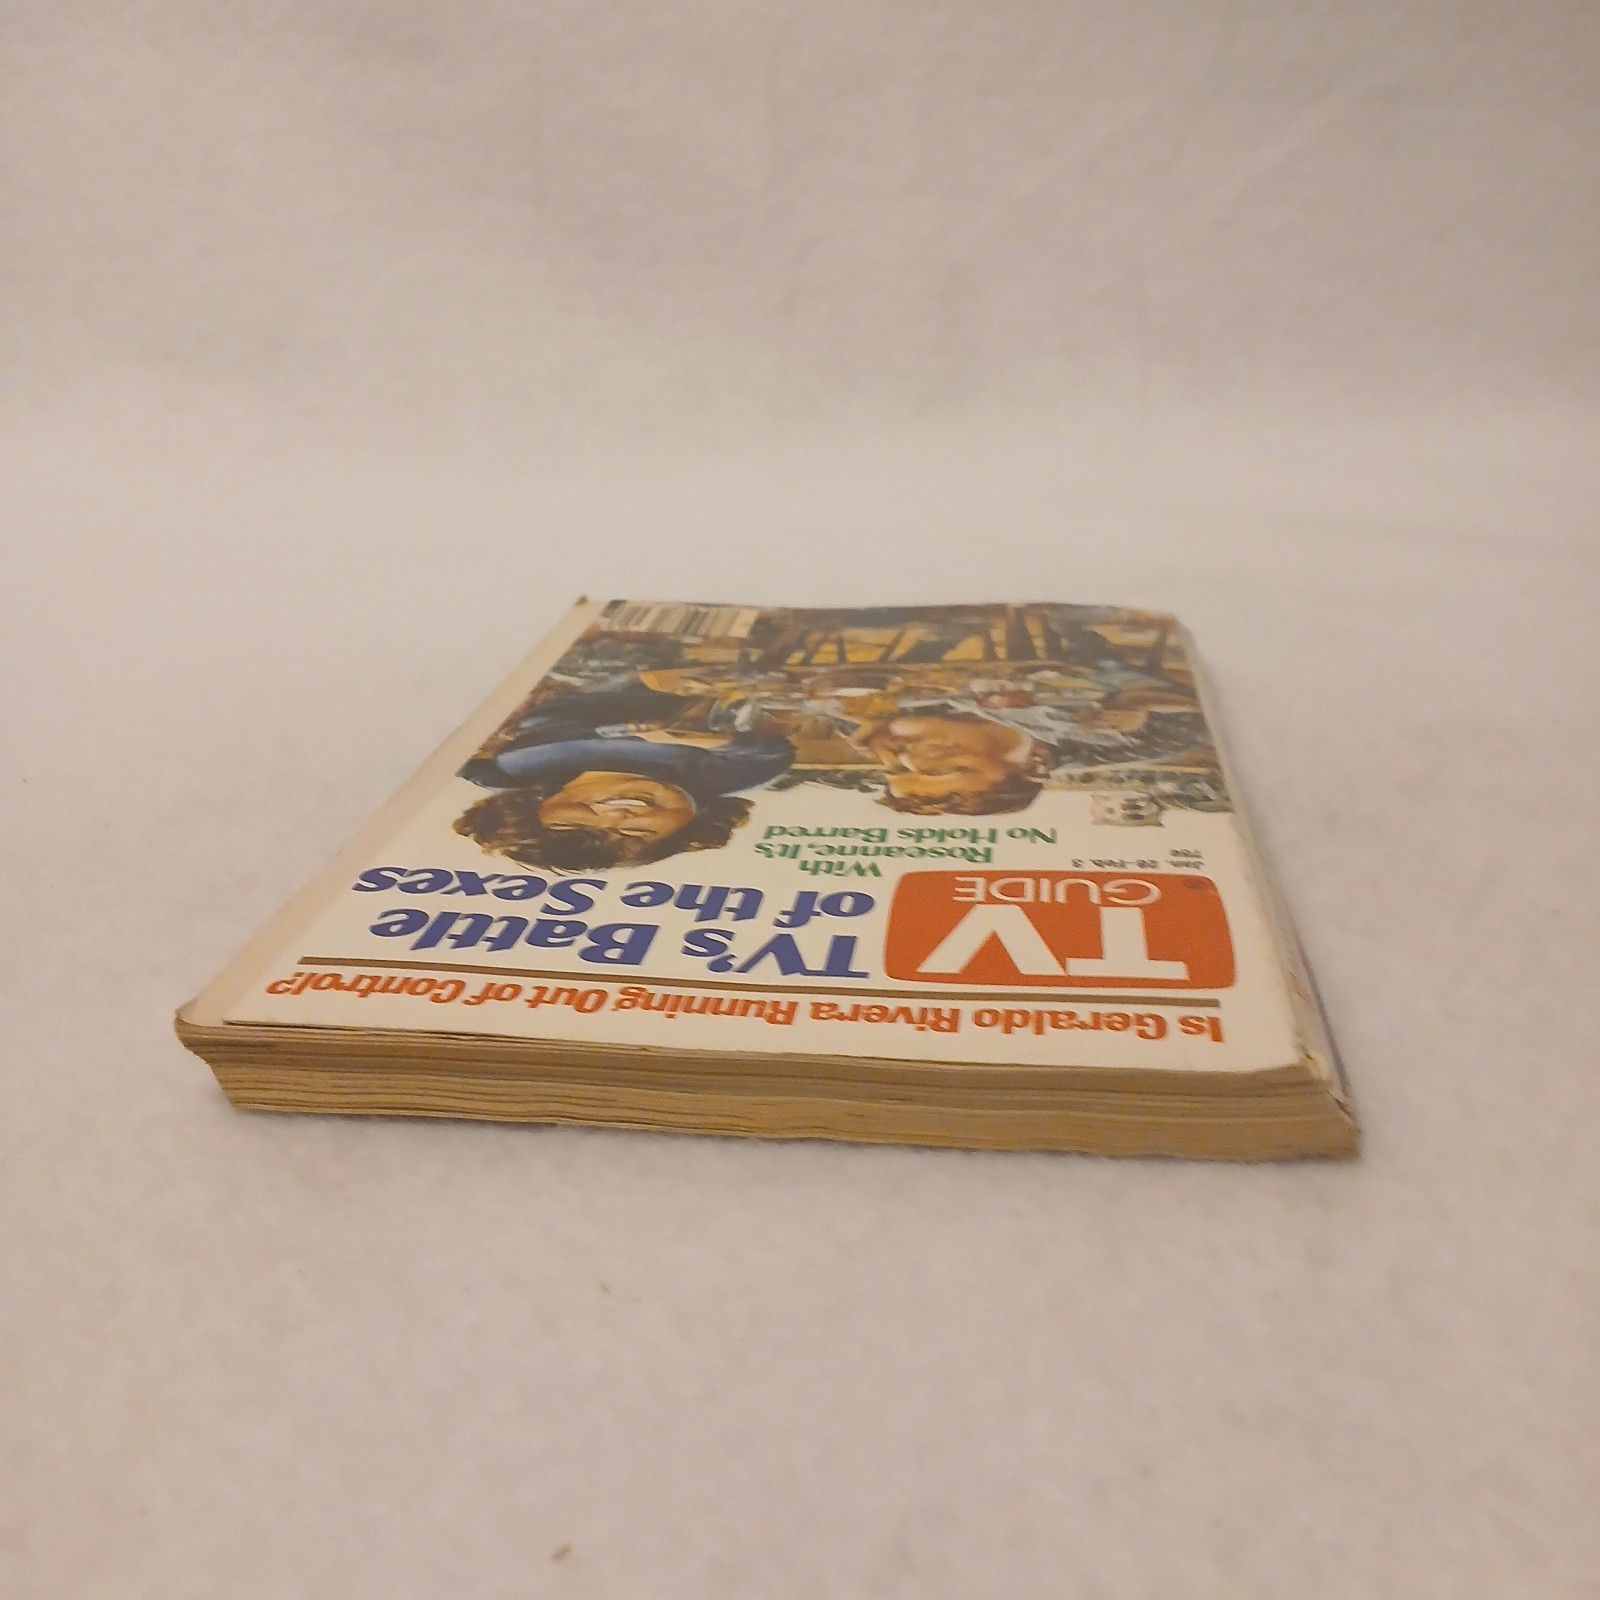 Is Geraldo Rivera Running Out of Control?
TV
GUIDE
Jan. 28-Feb. 3
75¢
TV's Battle
of the Sexes
With
Roseanne, It's
No Holds Barred